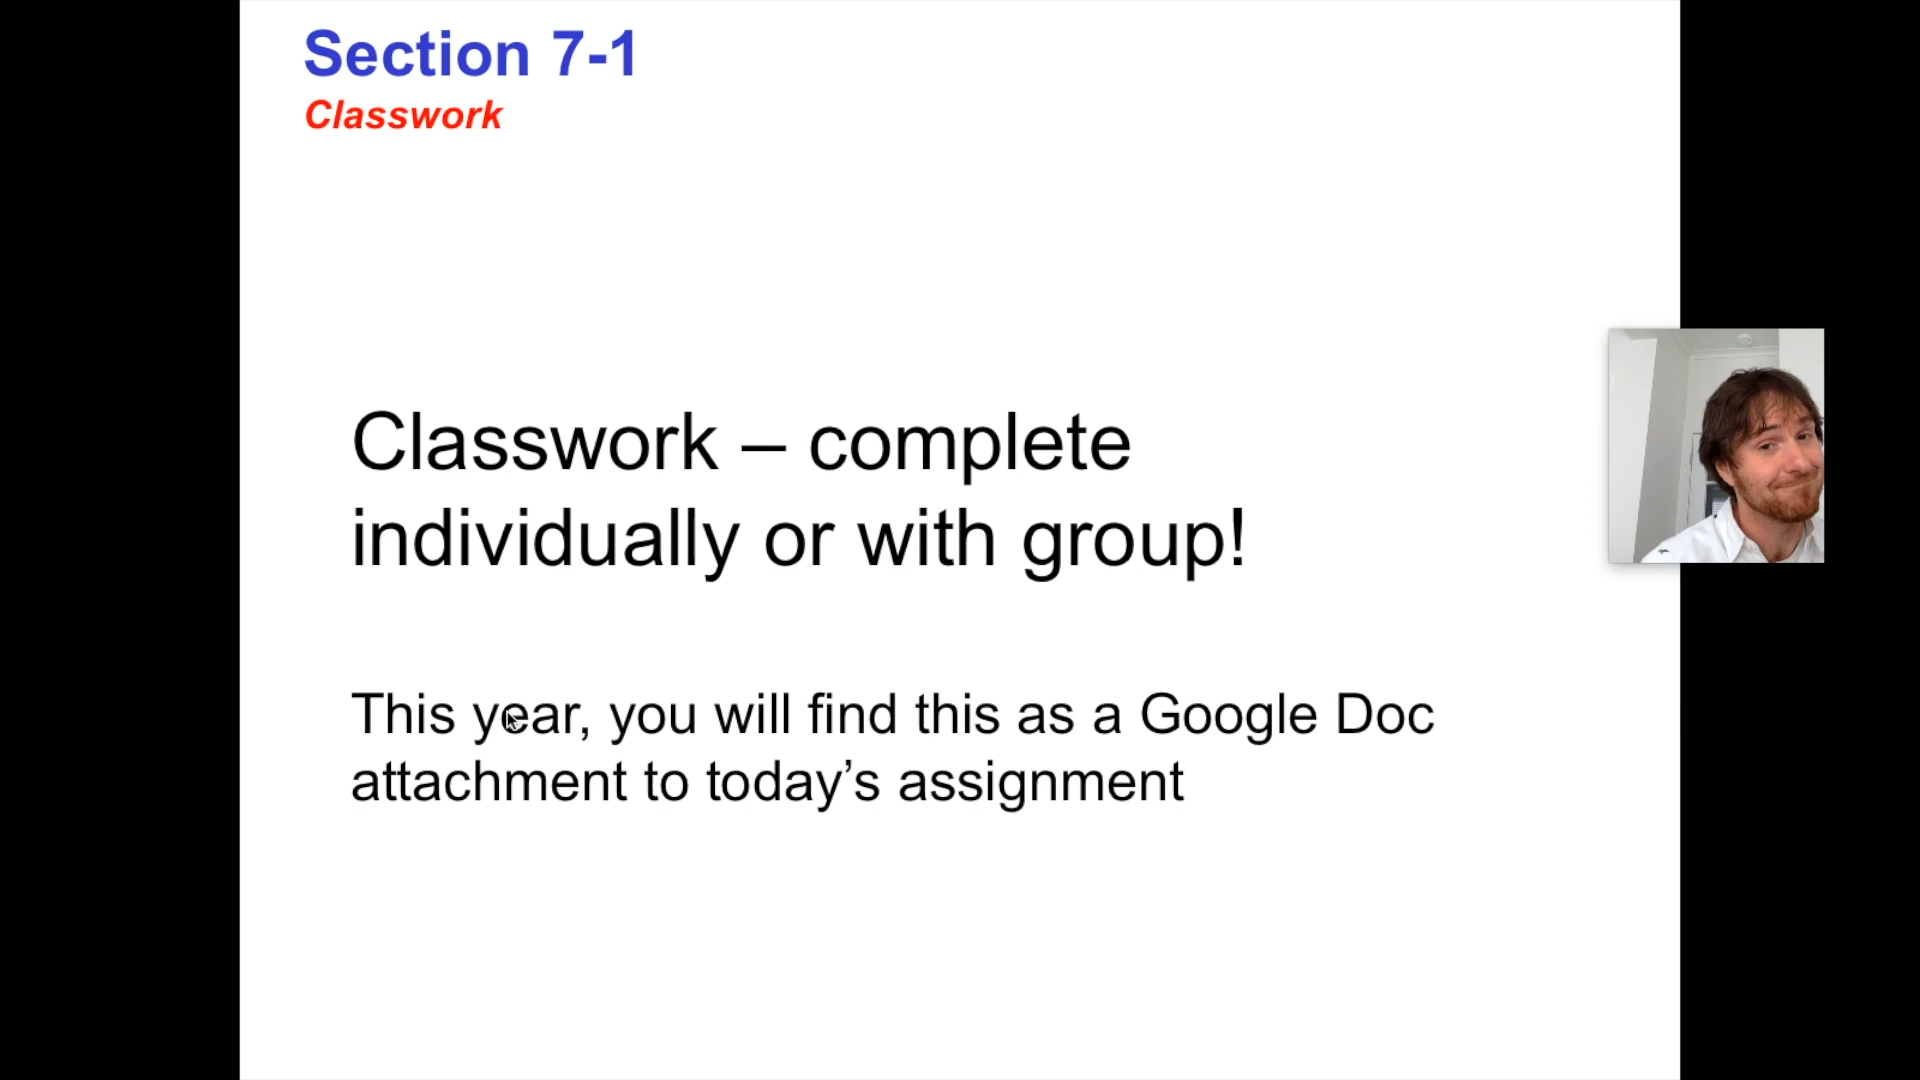 Section 7-1
Classwork
Classwork – complete
individually or with group!
This year, you will find this as a Google Doc
attachment to today’s assignment